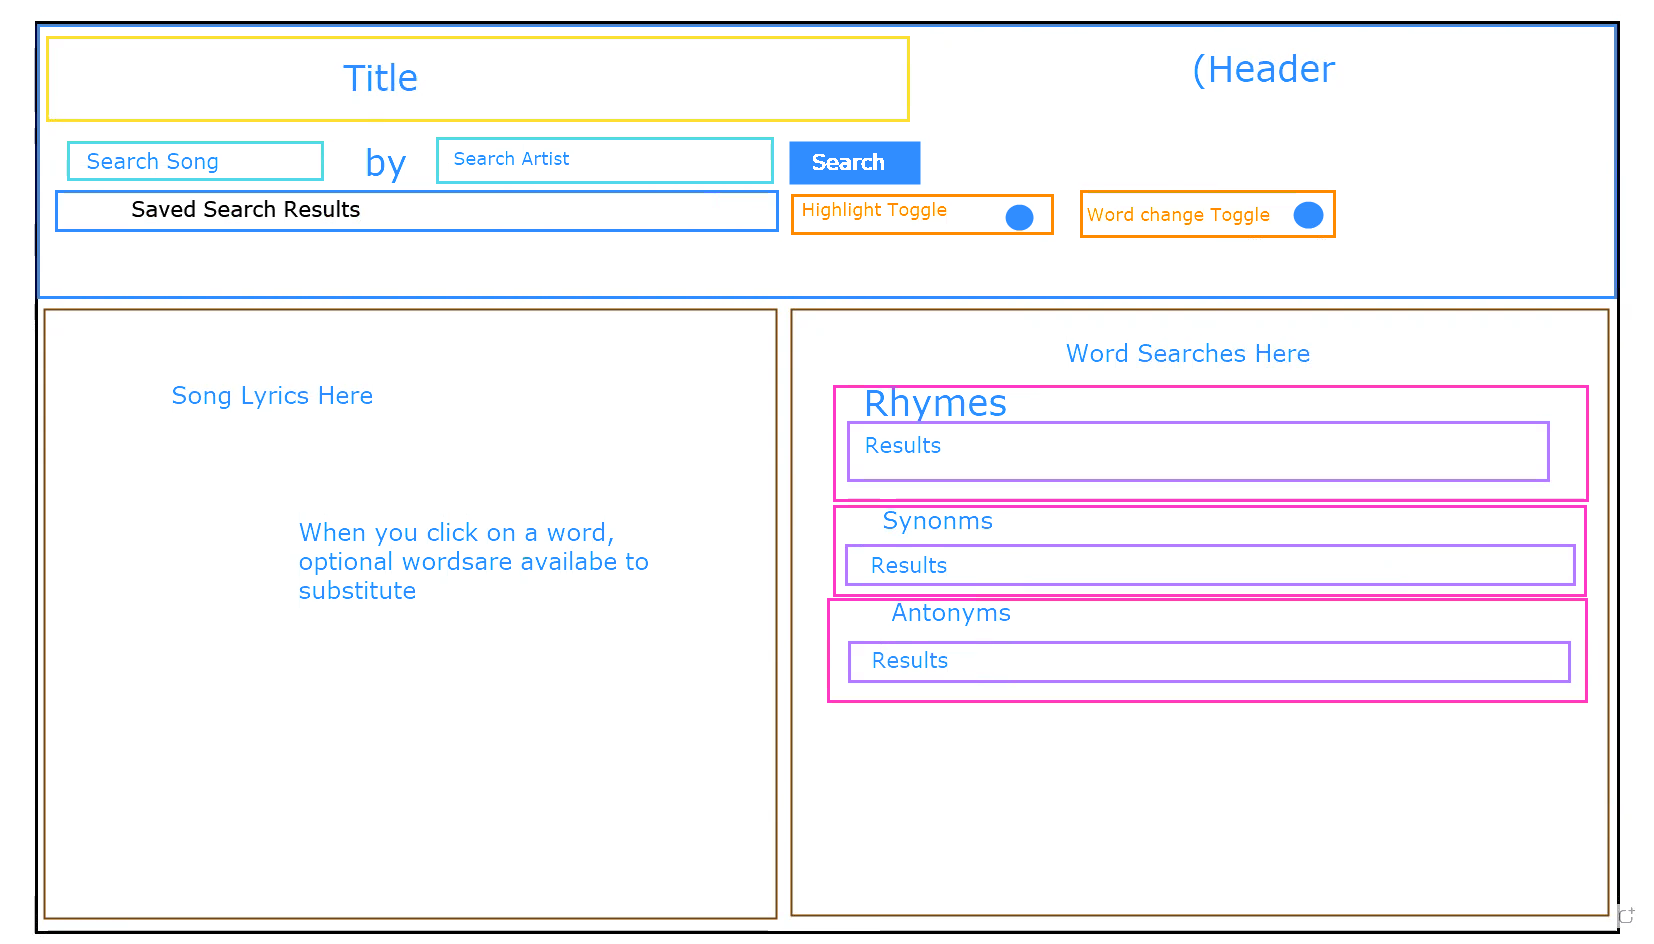 Title
(Header
Search Song
by
Search Artist
Search
Saved Search Results
Highlight Toggle
Word change Toggle
Song Lyrics Here
When you click on a word,
optional wordsare availabe to
substitute
Word Searches Here
Rhymes
Results
Synonms
Results
Antonyms
Results